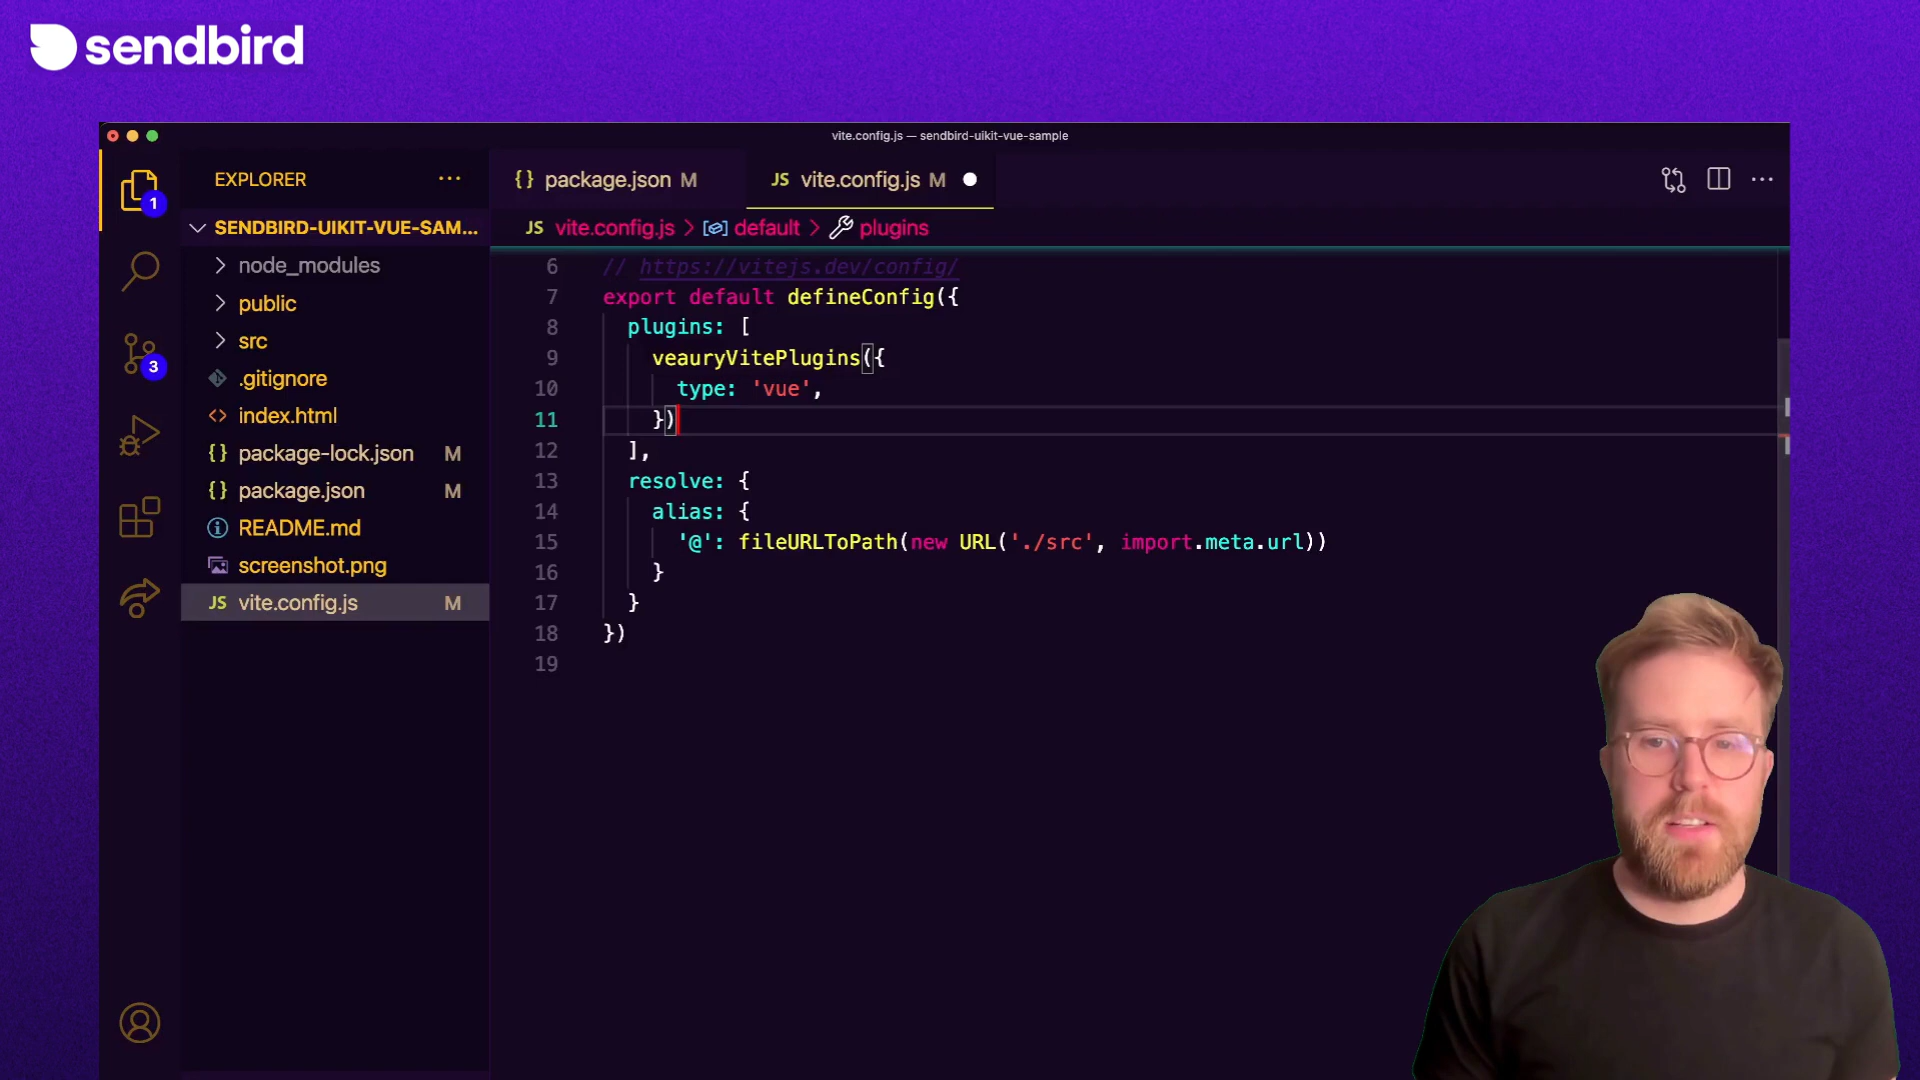 sendbird
vite.config.js — sendbird-uikit-vue-sample
EXPLORER
package.json M
JS vite.config.js M
1
SENDBIRD-UIKIT-VUE-SAM...
JS vite.config.js > default > plugins
node_modules
public
src
.gitignore
index.html
package-lock.json M
package.json M
README.md
screenshot.png
JS vite.config.js M
3
6 // https://vitejs.dev/config/
7 export default defineConfig({
8 plugins: [
9 veauryVitePlugins({
10 type: 'vue',
11 })
12 ],
13 resolve: {
14 alias: {
15 '@': fileURLToPath(new URL('./src', import.meta.url))
16 }
17 }
18 })
19